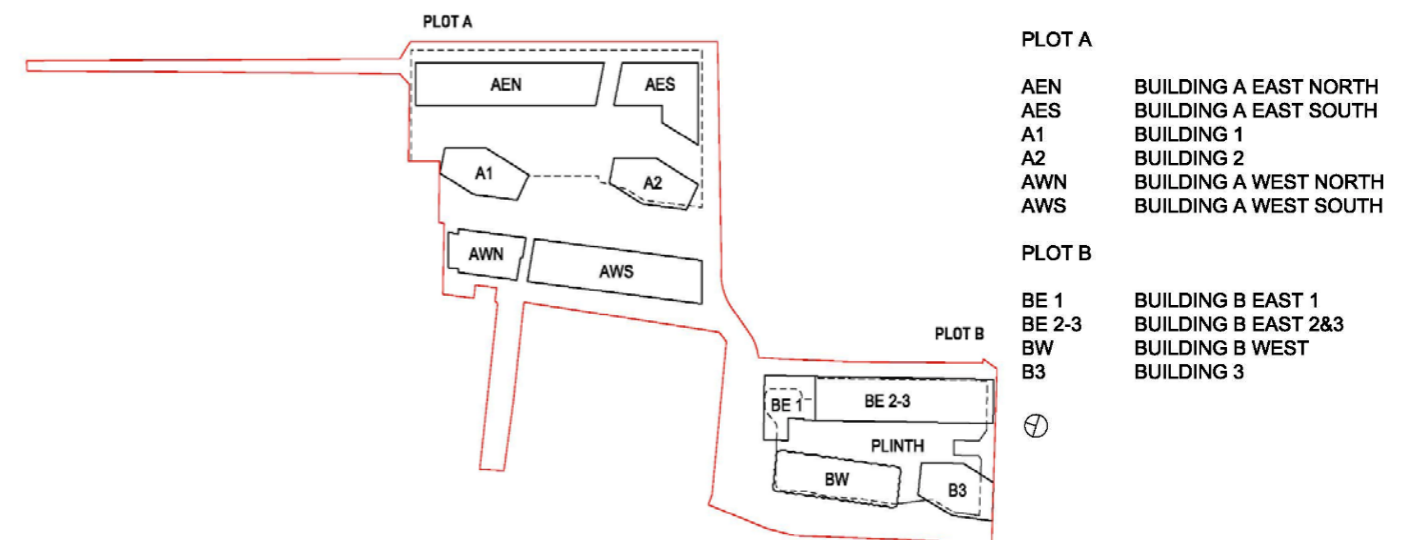 PLOT A
AEN
AES
A1
A2
AWN
AWS
PLOT B
BE 1
BE 2-3
PLINTH
BW
B3
PLOT A
AEN BUILDING A EAST NORTH
AES BUILDING A EAST SOUTH
A1 BUILDING 1
A2 BUILDING 2
AWN BUILDING A WEST NORTH
AWS BUILDING A WEST SOUTH
PLOT B
BE 1 BUILDING B EAST 1
BE 2-3 BUILDING B EAST 2&3
BW BUILDING B WEST
B3 BUILDING 3